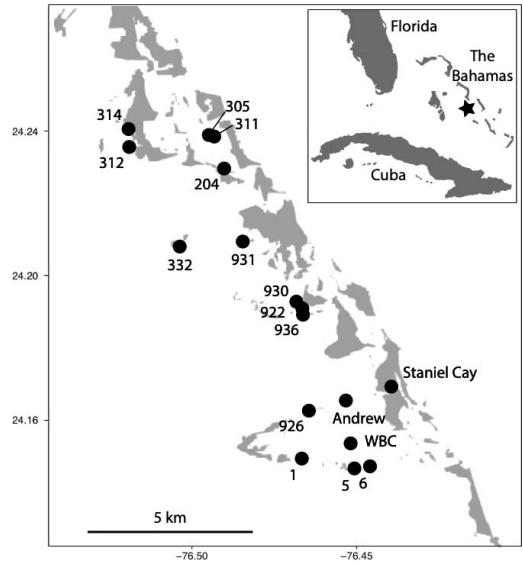 Florida
The
Bahamas
Cuba
305
314
311
24.24
312
204
332
931
24.20
930
922
936
Staniel Cay
Andrew
926
24.16
WBC
1
5
6
5 km
−76.50
−76.45